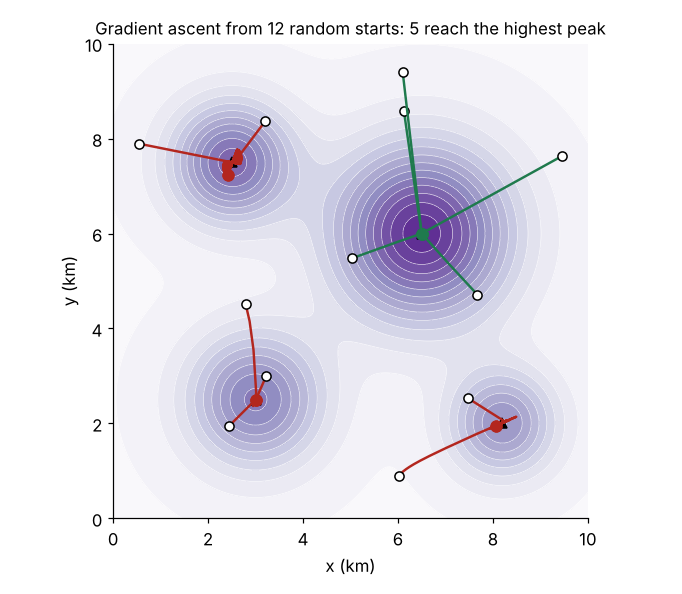 Gradient ascent from 12 random starts: 5 reach the highest peak
10
8
6
4
2
0
y (km)
0 2 4 6 8 10
x (km)